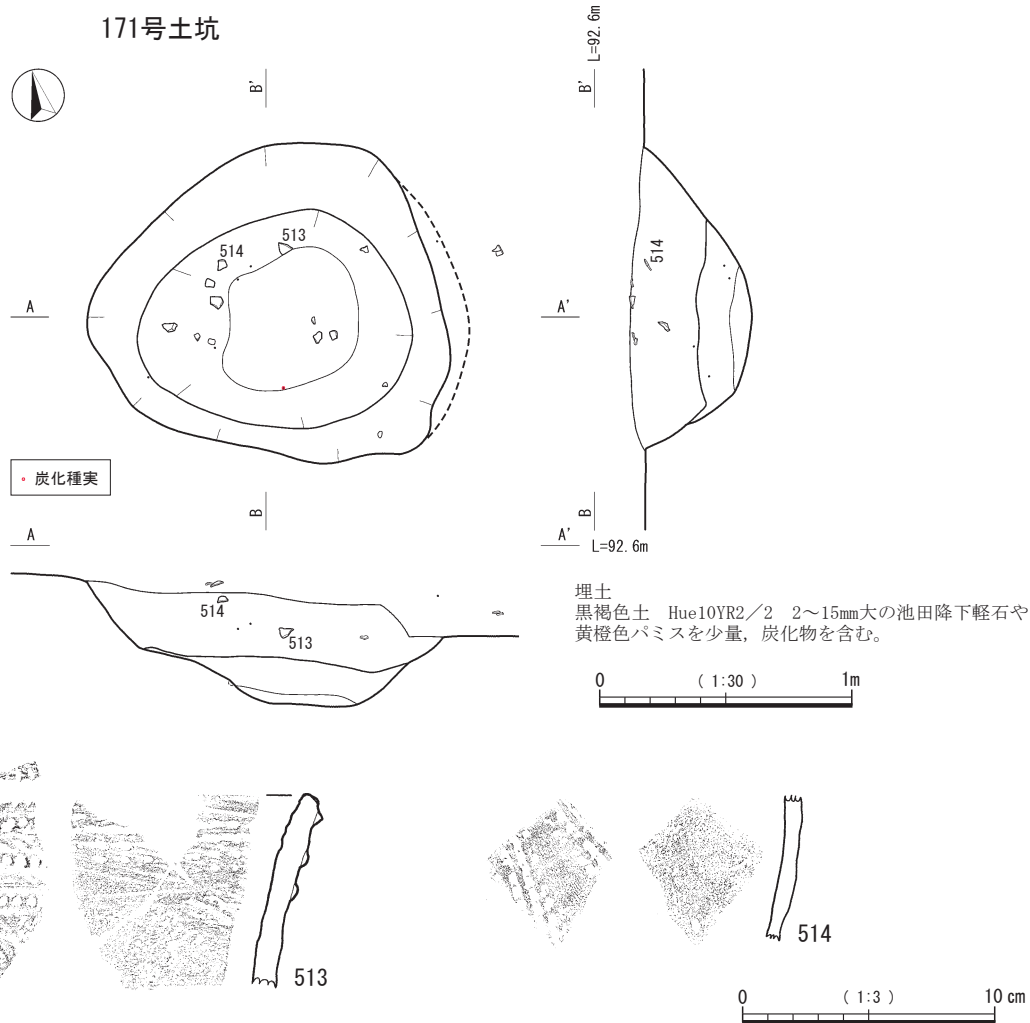 171号土坑
L=92.6m
B'
B'
513
514
514
A
A'
炭化種実
B
B
A
A'
L=92.6m
514
513
埋土
黒褐色土　Hue10YR2／2　2～15mm大の池田降下軽石や
黄橙色パミスを少量，炭化物を含む。
0 （1:30） 1m
513
514
0 （1:3） 10 cm